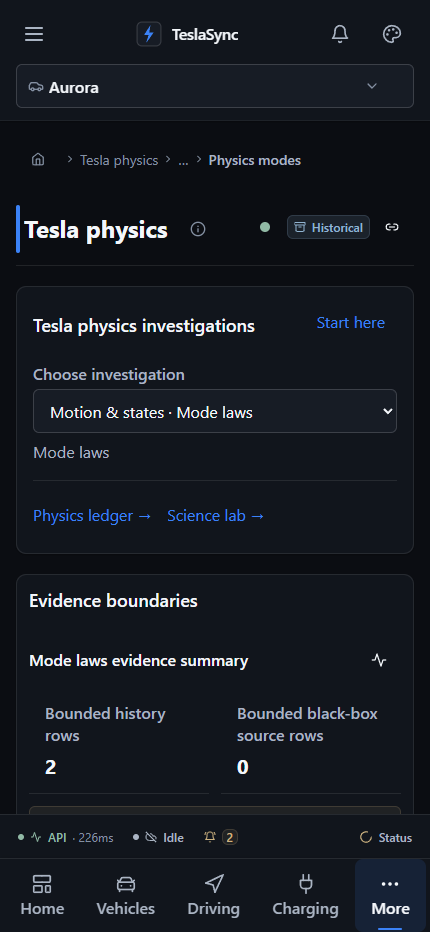 TeslaSync
Aurora
Tesla physics
...
Physics modes
Tesla physics
Historical
Tesla physics investigations
Start here
Choose investigation
Motion & states · Mode laws
Mode laws
Physics ledger →
Science lab →
Evidence boundaries
Mode laws evidence summary
Bounded history
rows
2
Bounded black-box
source rows
0
API · 226ms
Idle
2
Status
Home
Vehicles
Driving
Charging
More